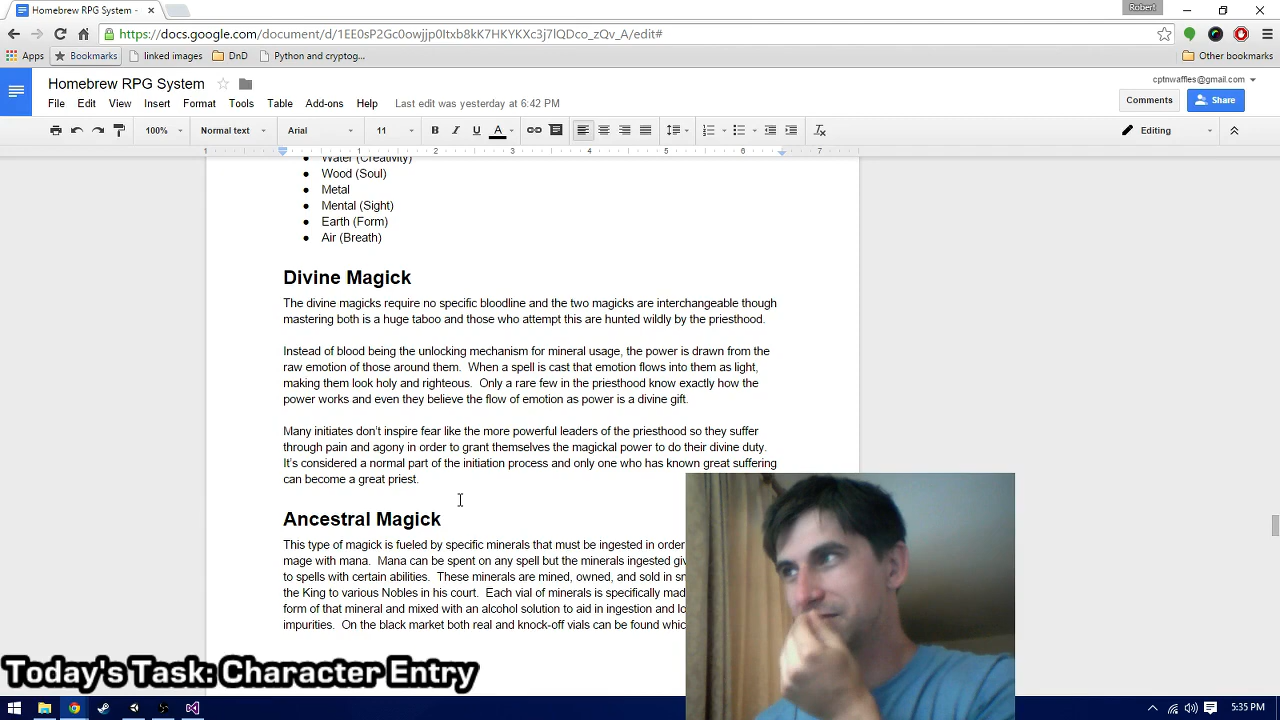 Homebrew RPG System -
Robert
https://docs.google.com/document/d/1EE0sP2Gc0owjjp0Itxb8kK7HKYKXc3j7lQDco_zQv_A/edit#
Apps Bookmarks linked images DnD Python and cryptog... Other bookmarks
Homebrew RPG System
cptnwaffles@gmail.com
File Edit View Insert Format Tools Table Add-ons Help Last edit was yesterday at 6:42 PM
Comments Share
100% Normal text Arial 11 B I U A Editing
1 1 2 3 4 5 6 7
Water (Creativity)
Wood (Soul)
Metal
Mental (Sight)
Earth (Form)
Air (Breath)
Divine Magick
The divine magicks require no specific bloodline and the two magicks are interchangeable though
mastering both is a huge taboo and those who attempt this are hunted wildly by the priesthood.
Instead of blood being the unlocking mechanism for mineral usage, the power is drawn from the
raw emotion of those around them. When a spell is cast that emotion flows into them as light,
making them look holy and righteous. Only a rare few in the priesthood know exactly how the
power works and even they believe the flow of emotion as power is a divine gift.
Many initiates don't inspire fear like the more powerful leaders of the priesthood so they suffer
through pain and agony in order to grant themselves the magickal power to do their divine duty.
It's considered a normal part of the initiation process and only one who has known great suffering
can become a great priest.
Ancestral Magick
This type of magick is fueled by specific minerals that must be ingested in order
mage with mana. Mana can be spent on any spell but the minerals ingested
to spells with certain abilities. These minerals are mined, owned, and sold in
the King to various Nobles in his court. Each vial of minerals is specifically made
form of that mineral and mixed with an alcohol solution to aid in ingestion and
impurities. On the black market both real and knock-off vials can be found
Today's Task: Character Entry
5:35 PM